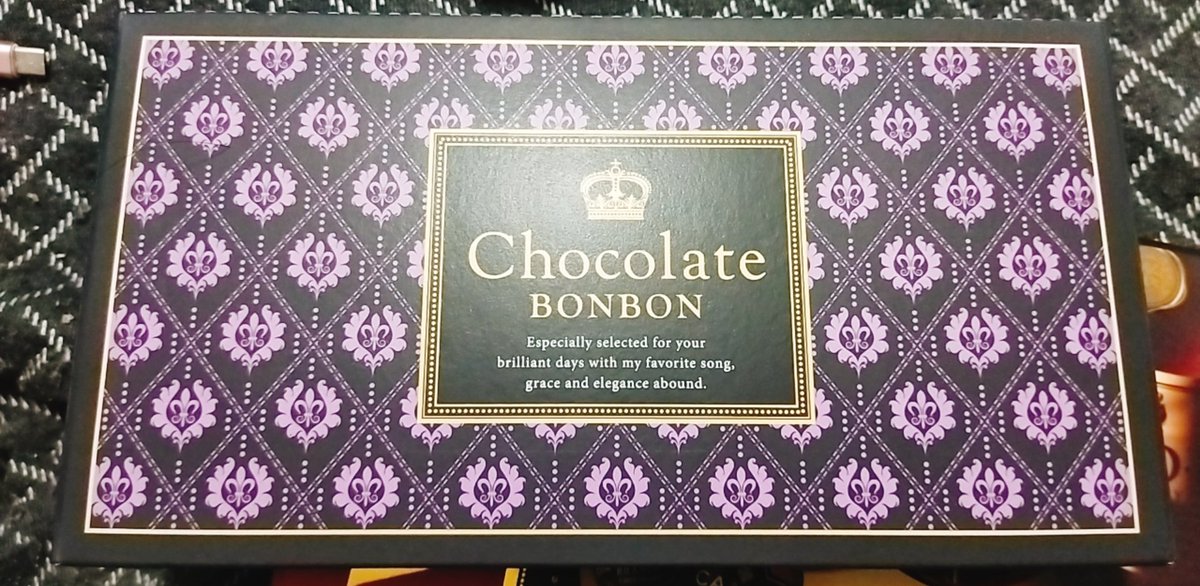 Chocolate
BONBON
Especially selected for your
brilliant days with my favorite song,
grace and elegance abound.